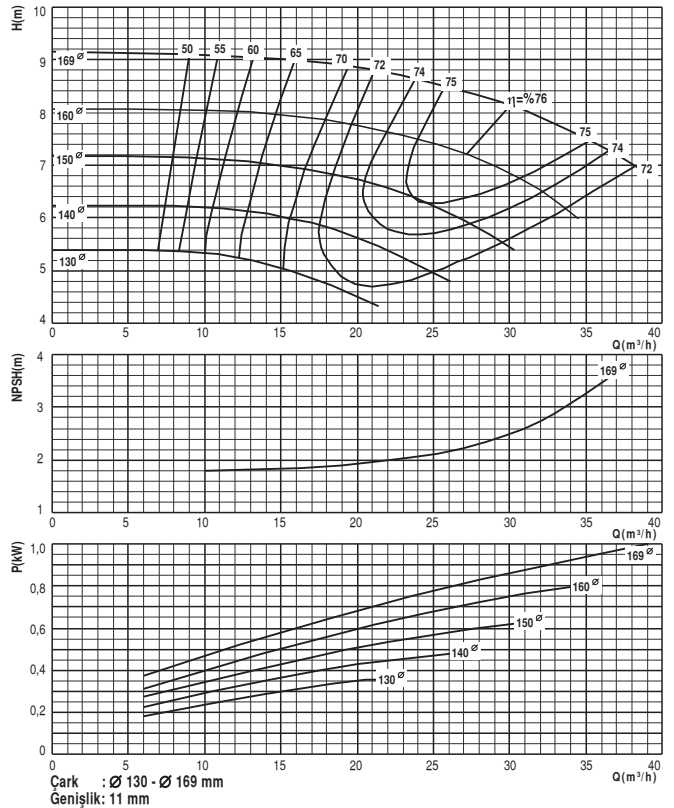 H(m)
10
9
8
7
6
5
4
169 ø
160 ø
150 ø
140 ø
130 ø
50 55 60 65 70 72 74 75 η=%76
75
74
72
0 5 10 15 20 25 30 35 40
Q(m³/h)
NPSH(m)
4
3
2
1
169 ø
0 5 10 15 20 25 30 35 40
Q(m³/h)
P(kW)
1,0
0,8
0,6
0,4
0,2
0
169 ø
160 ø
150 ø
140 ø
130 ø
0 5 10 15 20 25 30 35 40
Q(m³/h)
Çark : Ø 130 - Ø 169 mm
Genişlik: 11 mm